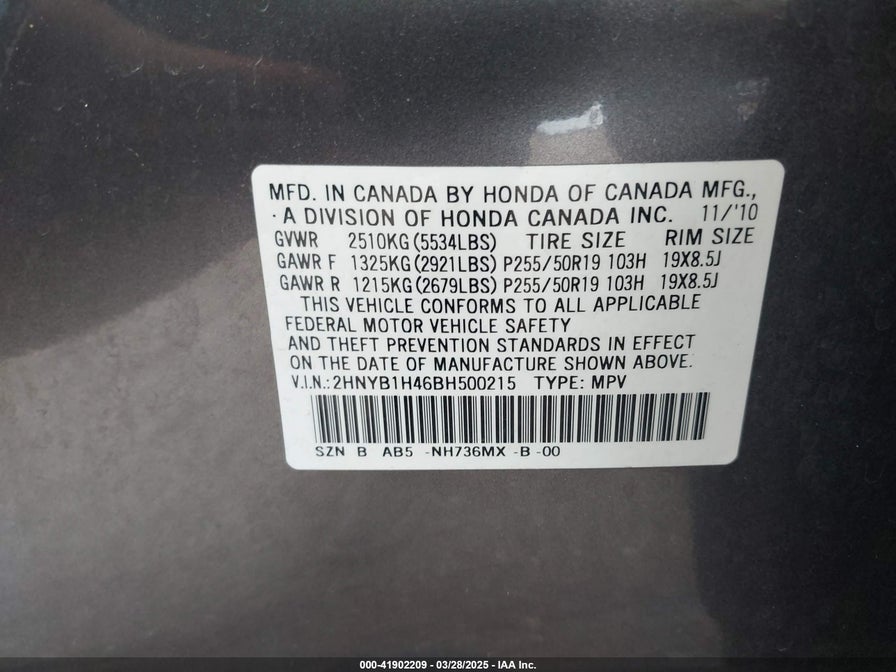 MFD. IN CANADA BY HONDA OF CANADA MFG.,
A DIVISION OF HONDA CANADA INC. 11/'10
GVWR 2510KG(5534LBS) TIRE SIZE RIM SIZE
GAWR F 1325KG(2921LBS) P255/50R19 103H 19X8.5J
GAWR R 1215KG(2679LBS) P255/50R19 103H 19X8.5J
THIS VEHICLE CONFORMS TO ALL APPLICABLE
FEDERAL MOTOR VEHICLE SAFETY
AND THEFT PREVENTION STANDARDS IN EFFECT
ON THE DATE OF MANUFACTURE SHOWN ABOVE.
V.I.N.:2HNYB1H46BH500215 TYPE: MPV
SZN B AB5 -NH736MX -B -00
000-41902209 - 03/28/2025 - IAA Inc.